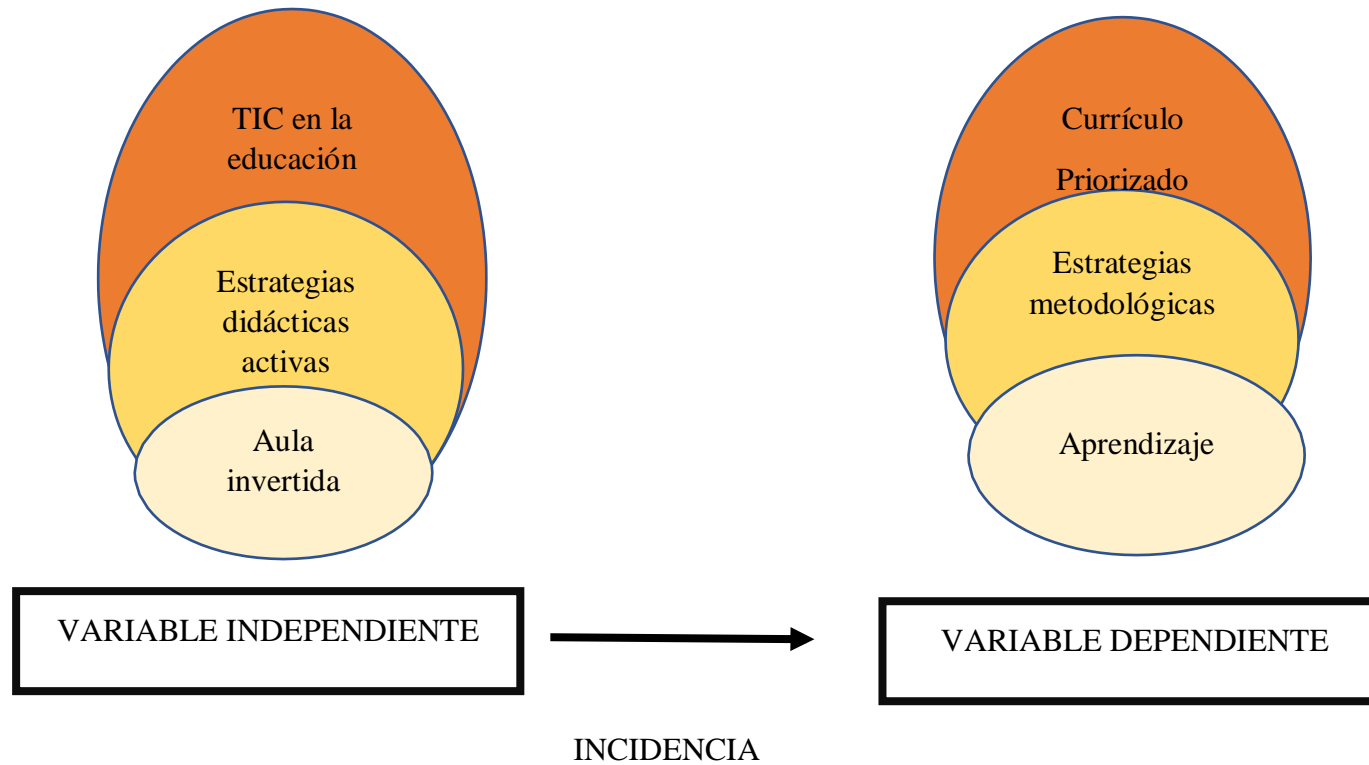 TIC en la
educación
Estrategias
didácticas
activas
Aula
invertida
VARIABLE INDEPENDIENTE
Currículo
Priorizado
Estrategias
metodológicas
Aprendizaje
VARIABLE DEPENDIENTE
INCIDENCIA